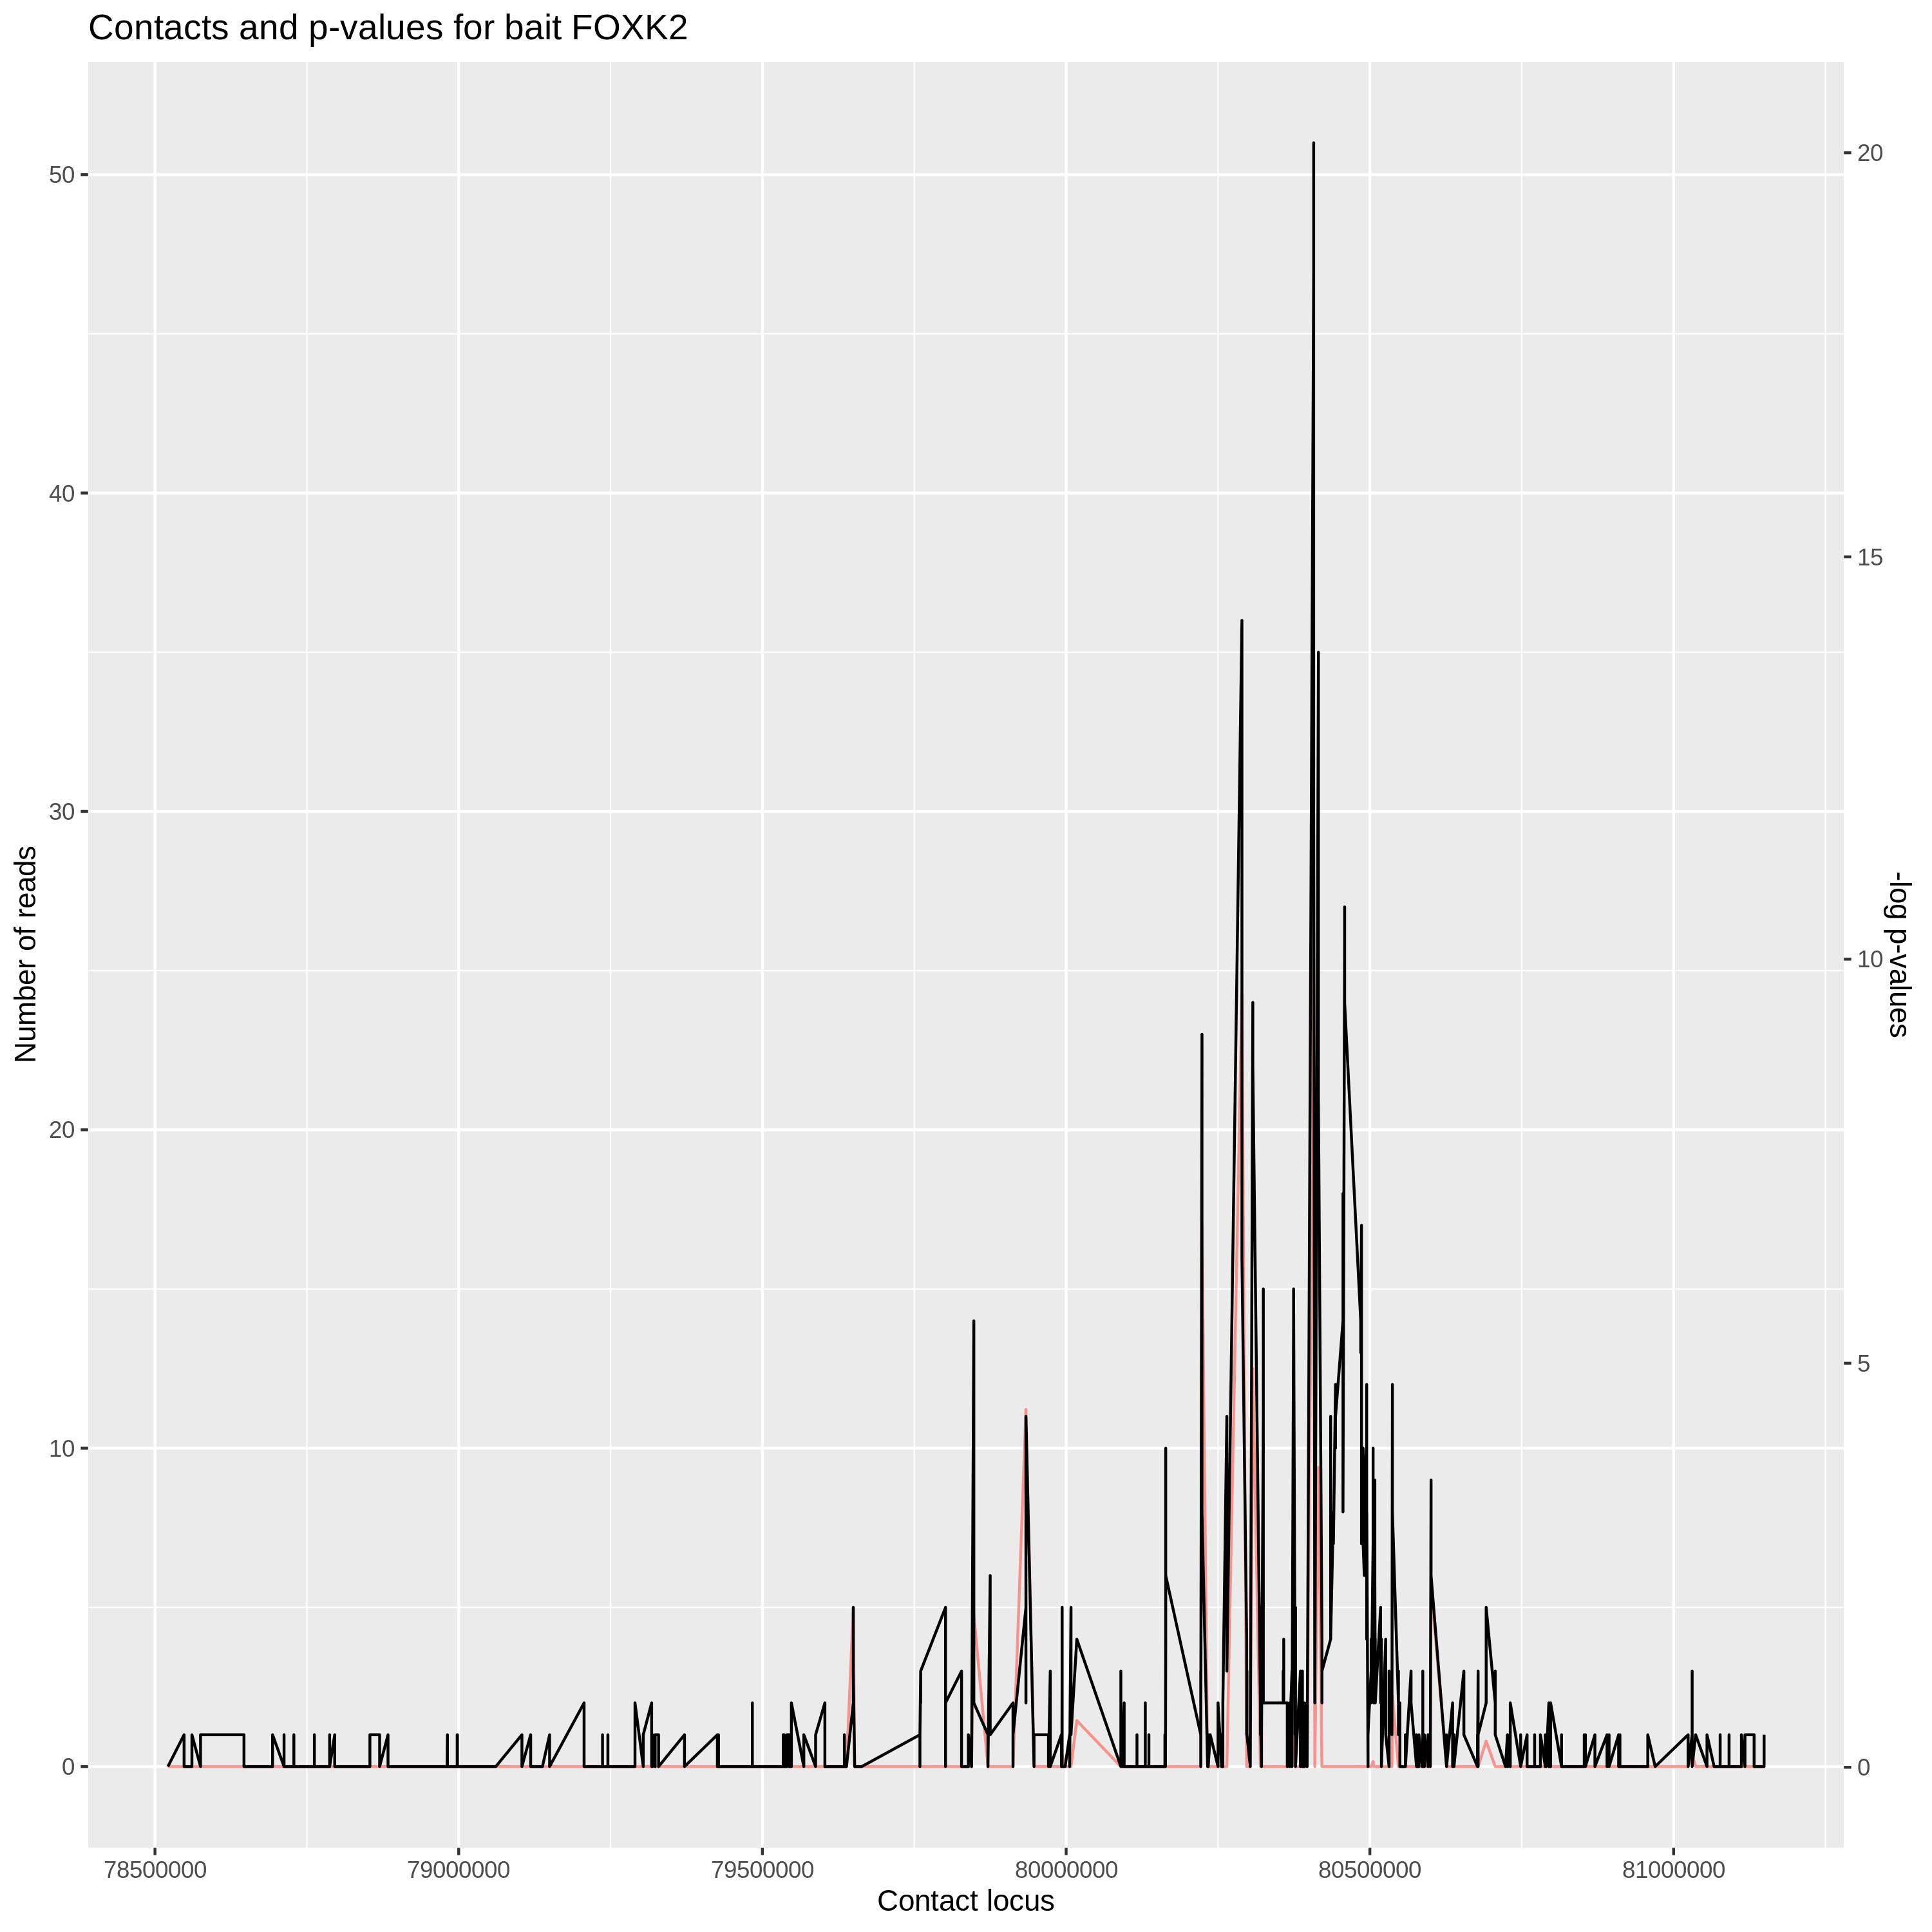 Contacts and p-values for bait FOXK2
50
40
30
20
10
0
Number of reads
20
15
10
5
0
-log p-values
78500000 79000000 79500000 80000000 80500000 81000000
Contact locus